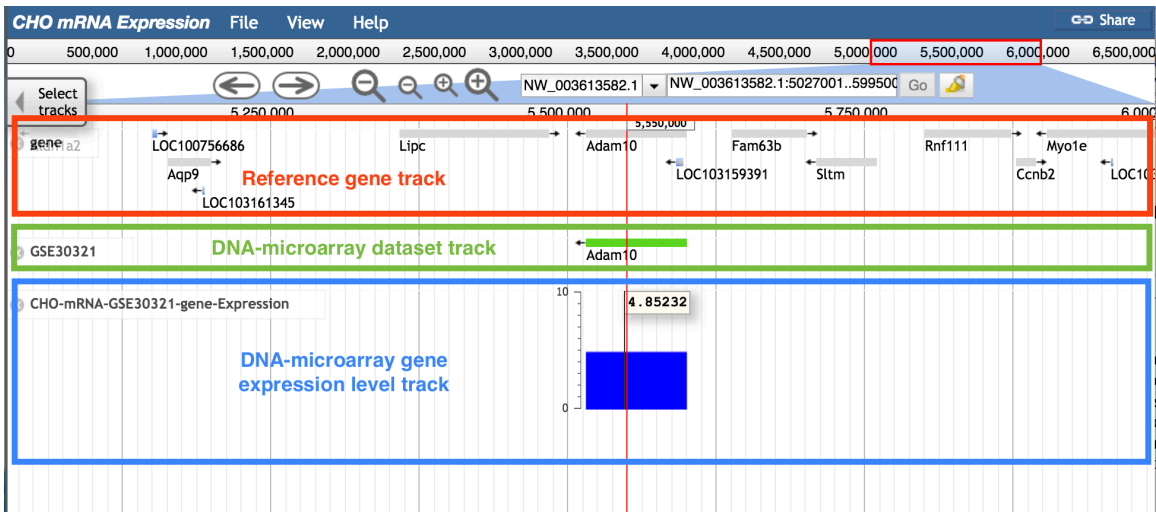 CHO mRNA Expression File View Help Share
0 500,000 1,000,000 1,500,000 2,000,000 2,500,000 3,000,000 3,500,000 4,000,000 4,500,000 5,000,000 5,500,000 6,000,000 6,500,000
Select
tracks
NW_003613582.1 NW_003613582.1:5027001..599500 Go
5,250,000 5,500,000 5,750,000 6,000
5,550,000
gene
LOC100756686 Lipc Adam10 Fam63b Rnf111 Myo1e
Aqp9 LOC103159391 Sltm Ccnb2 LOC103
Reference gene track
LOC103161345
GSE30321
DNA-microarray dataset track
Adam10
CHO-mRNA-GSE30321-gene-Expression
10
4.85232
DNA-microarray gene
expression level track
0